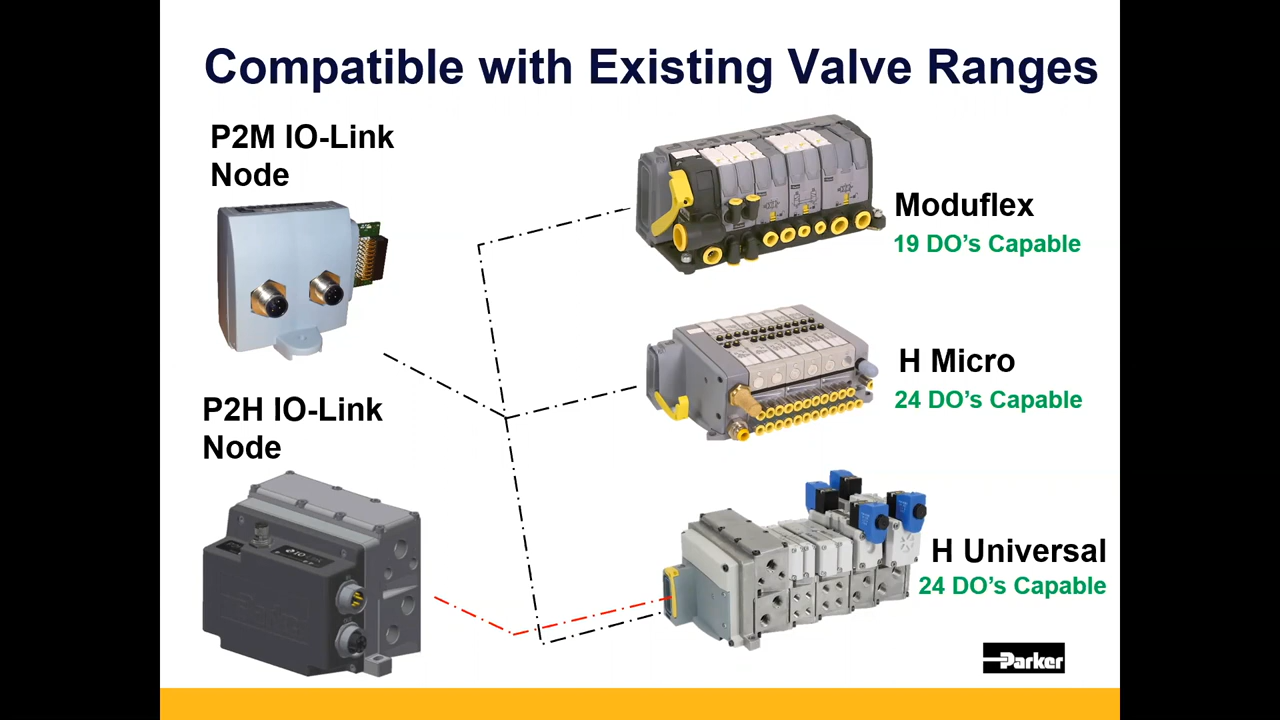 Compatible with Existing Valve Ranges
P2M IO-Link
Node
Moduflex
19 DO's Capable
H Micro
24 DO's Capable
P2H IO-Link
Node
H Universal
24 DO's Capable
Parker